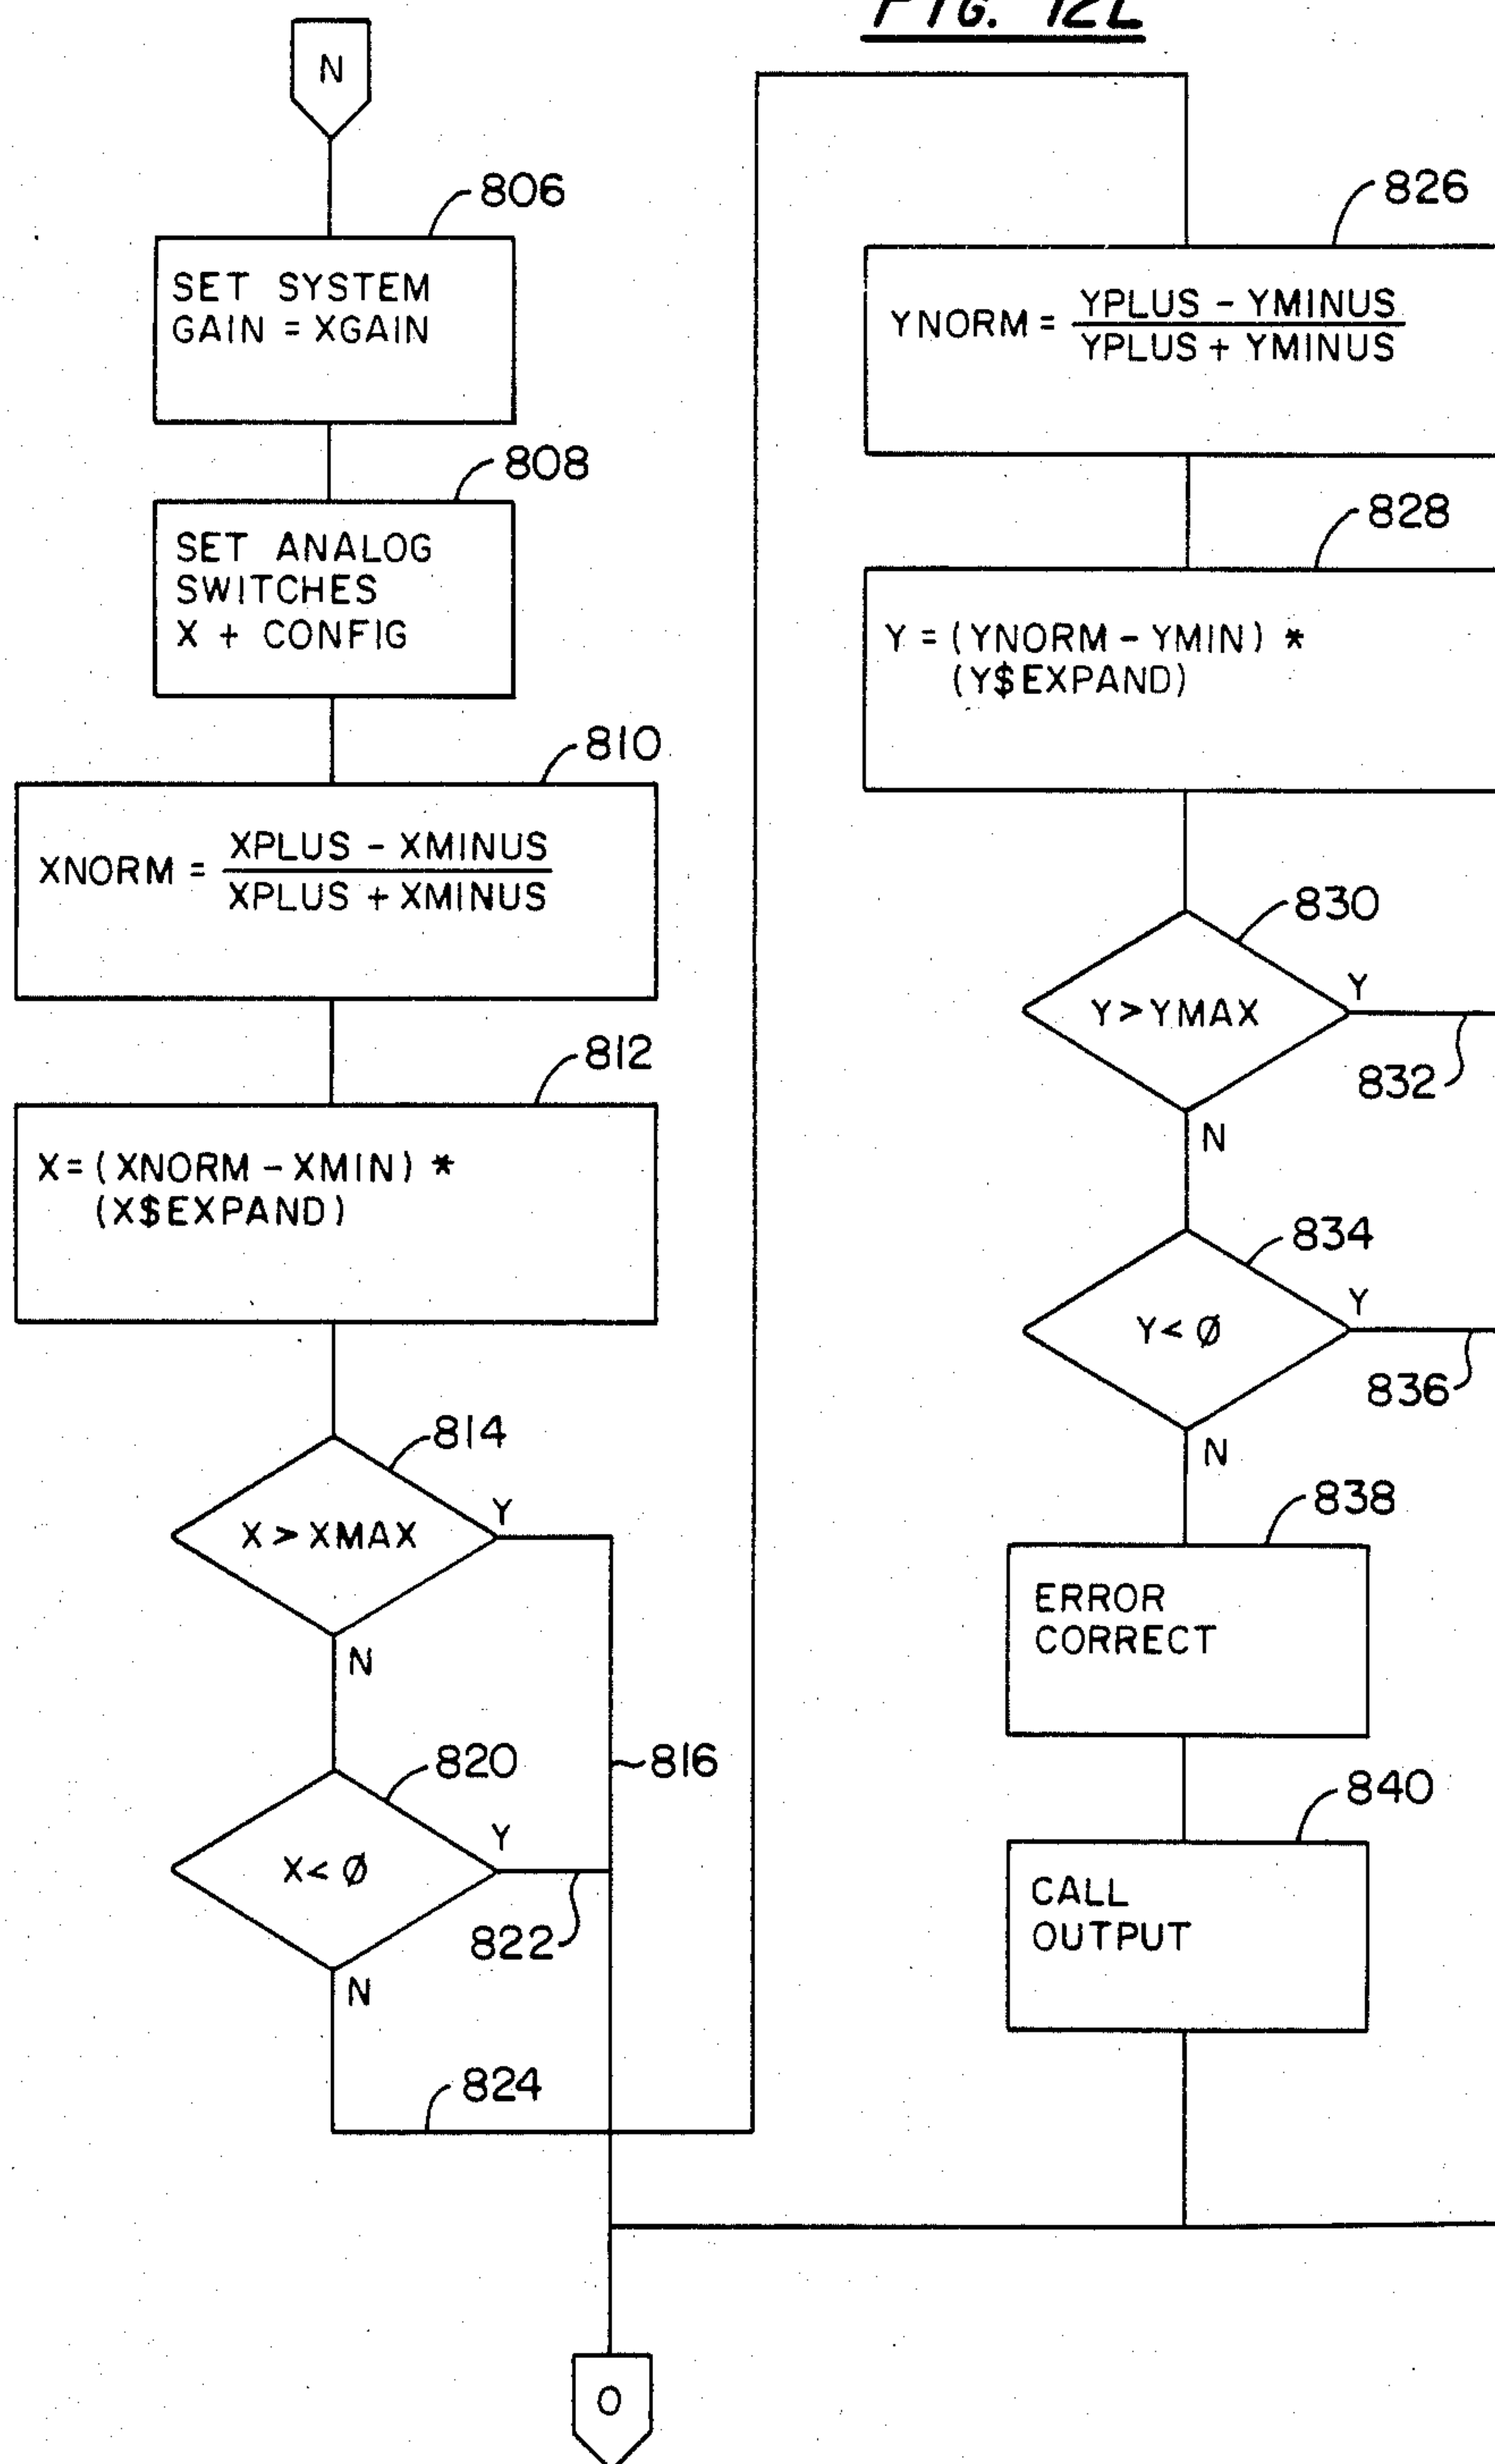 FIG. 12L
N
806
SET SYSTEM
GAIN = XGAIN
808
SET ANALOG
SWITCHES
X + CONFIG
810
XNORM = XPLUS - XMINUS
XPLUS + XMINUS
812
X = (XNORM - XMIN) *
(X$EXPAND)
814
X > XMAX
Y
N
816
820
X < Ø
Y
822
N
824
826
YNORM = YPLUS - YMINUS
YPLUS + YMINUS
828
Y = (YNORM - YMIN) *
(Y$EXPAND)
830
Y > YMAX
Y
832
N
834
Y < Ø
Y
836
N
838
ERROR
CORRECT
840
CALL
OUTPUT
O